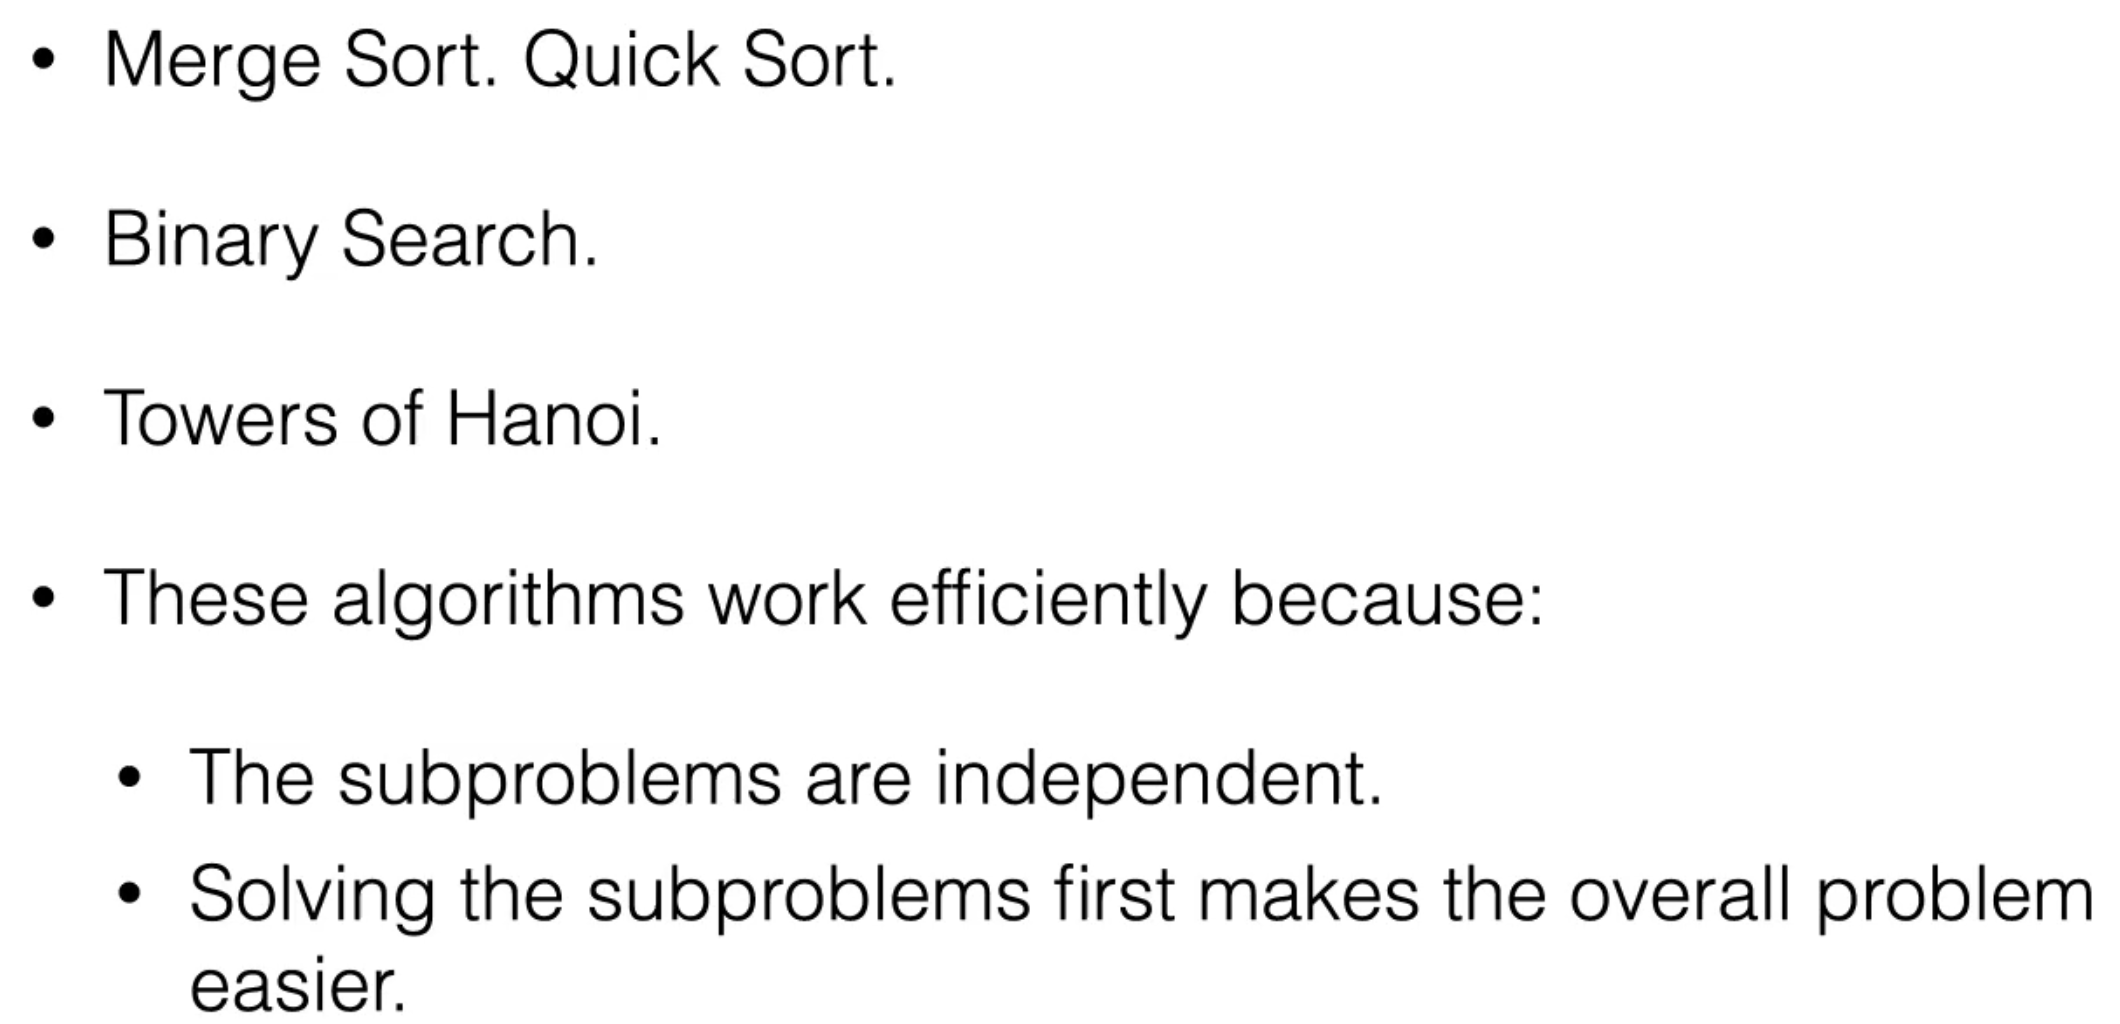 • Merge Sort. Quick Sort.
• Binary Search.
• Towers of Hanoi.
• These algorithms work efficiently because:
• The subproblems are independent.
• Solving the subproblems first makes the overall problem
easier.